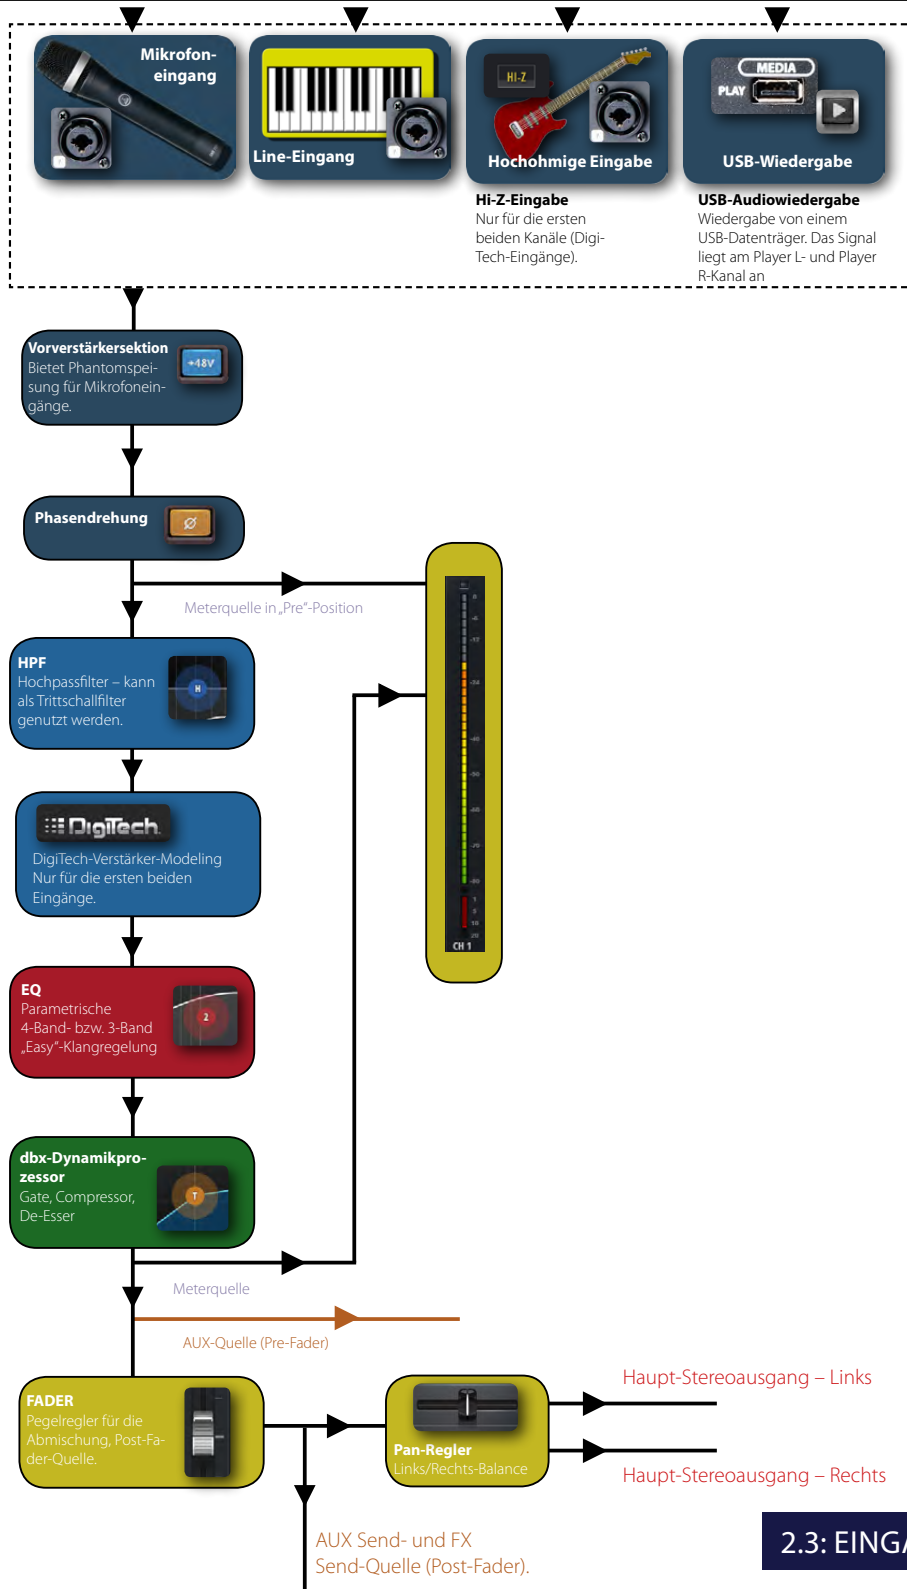 Mikrofon-
eingang
Line-Eingang
HI-Z
Hochohmige Eingabe
MEDIA
PLAY
USB-Wiedergabe
Hi-Z-Eingabe
Nur für die ersten
beiden Kanäle (Digi-
Tech-Eingänge).
USB-Audiowiedergabe
Wiedergabe von einem
USB-Datenträger. Das Signal
liegt am Player L- und Player
R-Kanal an
Vorverstärkersektion
Bietet Phantomspei-
sung für Mikrofonein-
gänge.
+48V
Phasendrehung
Ø
Meterquelle in „Pre“-Position
HPF
Hochpassfilter – kann
als Trittschallfilter
genutzt werden.
H
DigiTech
DigiTech-Verstärker-Modeling
Nur für die ersten beiden
Eingänge.
EQ
Parametrische
4-Band- bzw. 3-Band
„Easy“-Klangregelung
2
dbx-Dynamikpro-
zessor
Gate, Compressor,
De-Esser
T
CH 1
Meterquelle
AUX-Quelle (Pre-Fader)
FADER
Pegelregler für die
Abmischung, Post-Fa-
der-Quelle.
Pan-Regler
Links/Rechts-Balance
Haupt-Stereoausgang – Links
Haupt-Stereoausgang – Rechts
AUX Send- und FX
Send-Quelle (Post-Fader).
2.3: EINGA